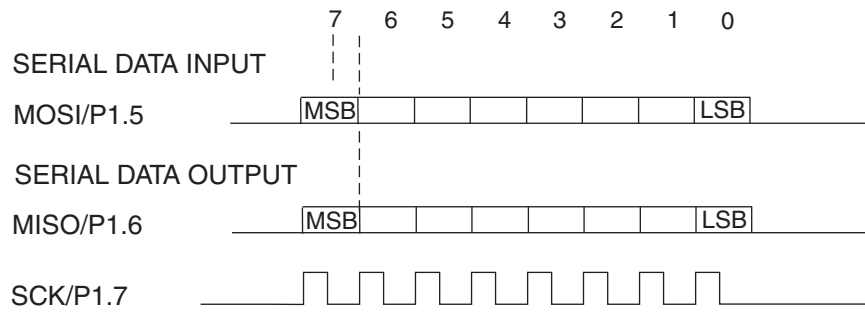 7 6 5 4 3 2 1 0
SERIAL DATA INPUT
MOSI/P1.5 MSB LSB
SERIAL DATA OUTPUT
MISO/P1.6 MSB LSB
SCK/P1.7